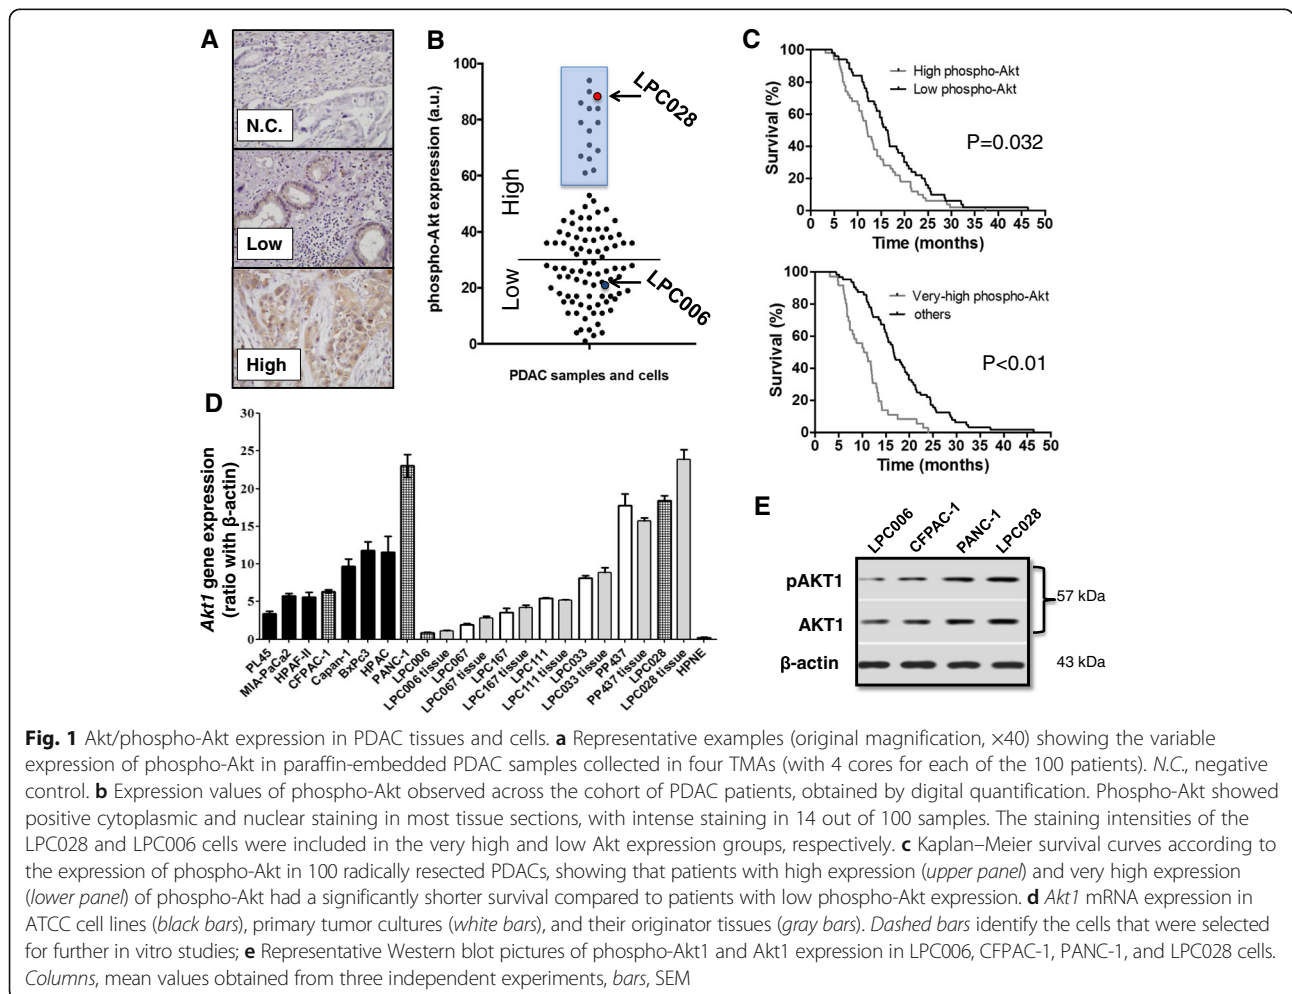 A
N.C.
Low
High
B
phospho-Akt expression (a.u.)
100
80
60
40
20
0
High
Low
LPC028
LPC006
PDAC samples and cells
C
Survival (%)
100
80
60
40
20
0
High phospho-Akt
Low phospho-Akt
P=0.032
0 5 10 15 20 25 30 35 40 45 50
Time (months)
Survival (%)
100
80
60
40
20
0
Very-high phospho-Akt
others
P<0.01
0 5 10 15 20 25 30 35 40 45 50
Time (months)
D
Akt1 gene expression
(ratio with β-actin)
30
25
20
15
10
5
0
PL45
MIA-PaCa2
HPAF-II
CFPAC-1
Capan-1
BxPc3
HPAC
PANC-1
LPC006
LPC006 tissue
LPC067
LPC067 tissue
LPC167
LPC167 tissue
LPC111
LPC111 tissue
LPC033
LPC033 tissue
PP437
PP437 tissue
LPC028
LPC028 tissue
HPNE
E
LPC006
CFPAC-1
PANC-1
LPC028
pAKT1
AKT1
57 kDa
β-actin
43 kDa
Fig. 1 Akt/phospho-Akt expression in PDAC tissues and cells. a Representative examples (original magnification, ×40) showing the variable
expression of phospho-Akt in paraffin-embedded PDAC samples collected in four TMAs (with 4 cores for each of the 100 patients). N.C., negative
control. b Expression values of phospho-Akt observed across the cohort of PDAC patients, obtained by digital quantification. Phospho-Akt showed
positive cytoplasmic and nuclear staining in most tissue sections, with intense staining in 14 out of 100 samples. The staining intensities of the
LPC028 and LPC006 cells were included in the very high and low Akt expression groups, respectively. c Kaplan–Meier survival curves according to
the expression of phospho-Akt in 100 radically resected PDACs, showing that patients with high expression (upper panel) and very high expression
(lower panel) of phospho-Akt had a significantly shorter survival compared to patients with low phospho-Akt expression. d Akt1 mRNA expression in
ATCC cell lines (black bars), primary tumor cultures (white bars), and their originator tissues (gray bars). Dashed bars identify the cells that were selected
for further in vitro studies; e Representative Western blot pictures of phospho-Akt1 and Akt1 expression in LPC006, CFPAC-1, PANC-1, and LPC028 cells.
Columns, mean values obtained from three independent experiments, bars, SEM